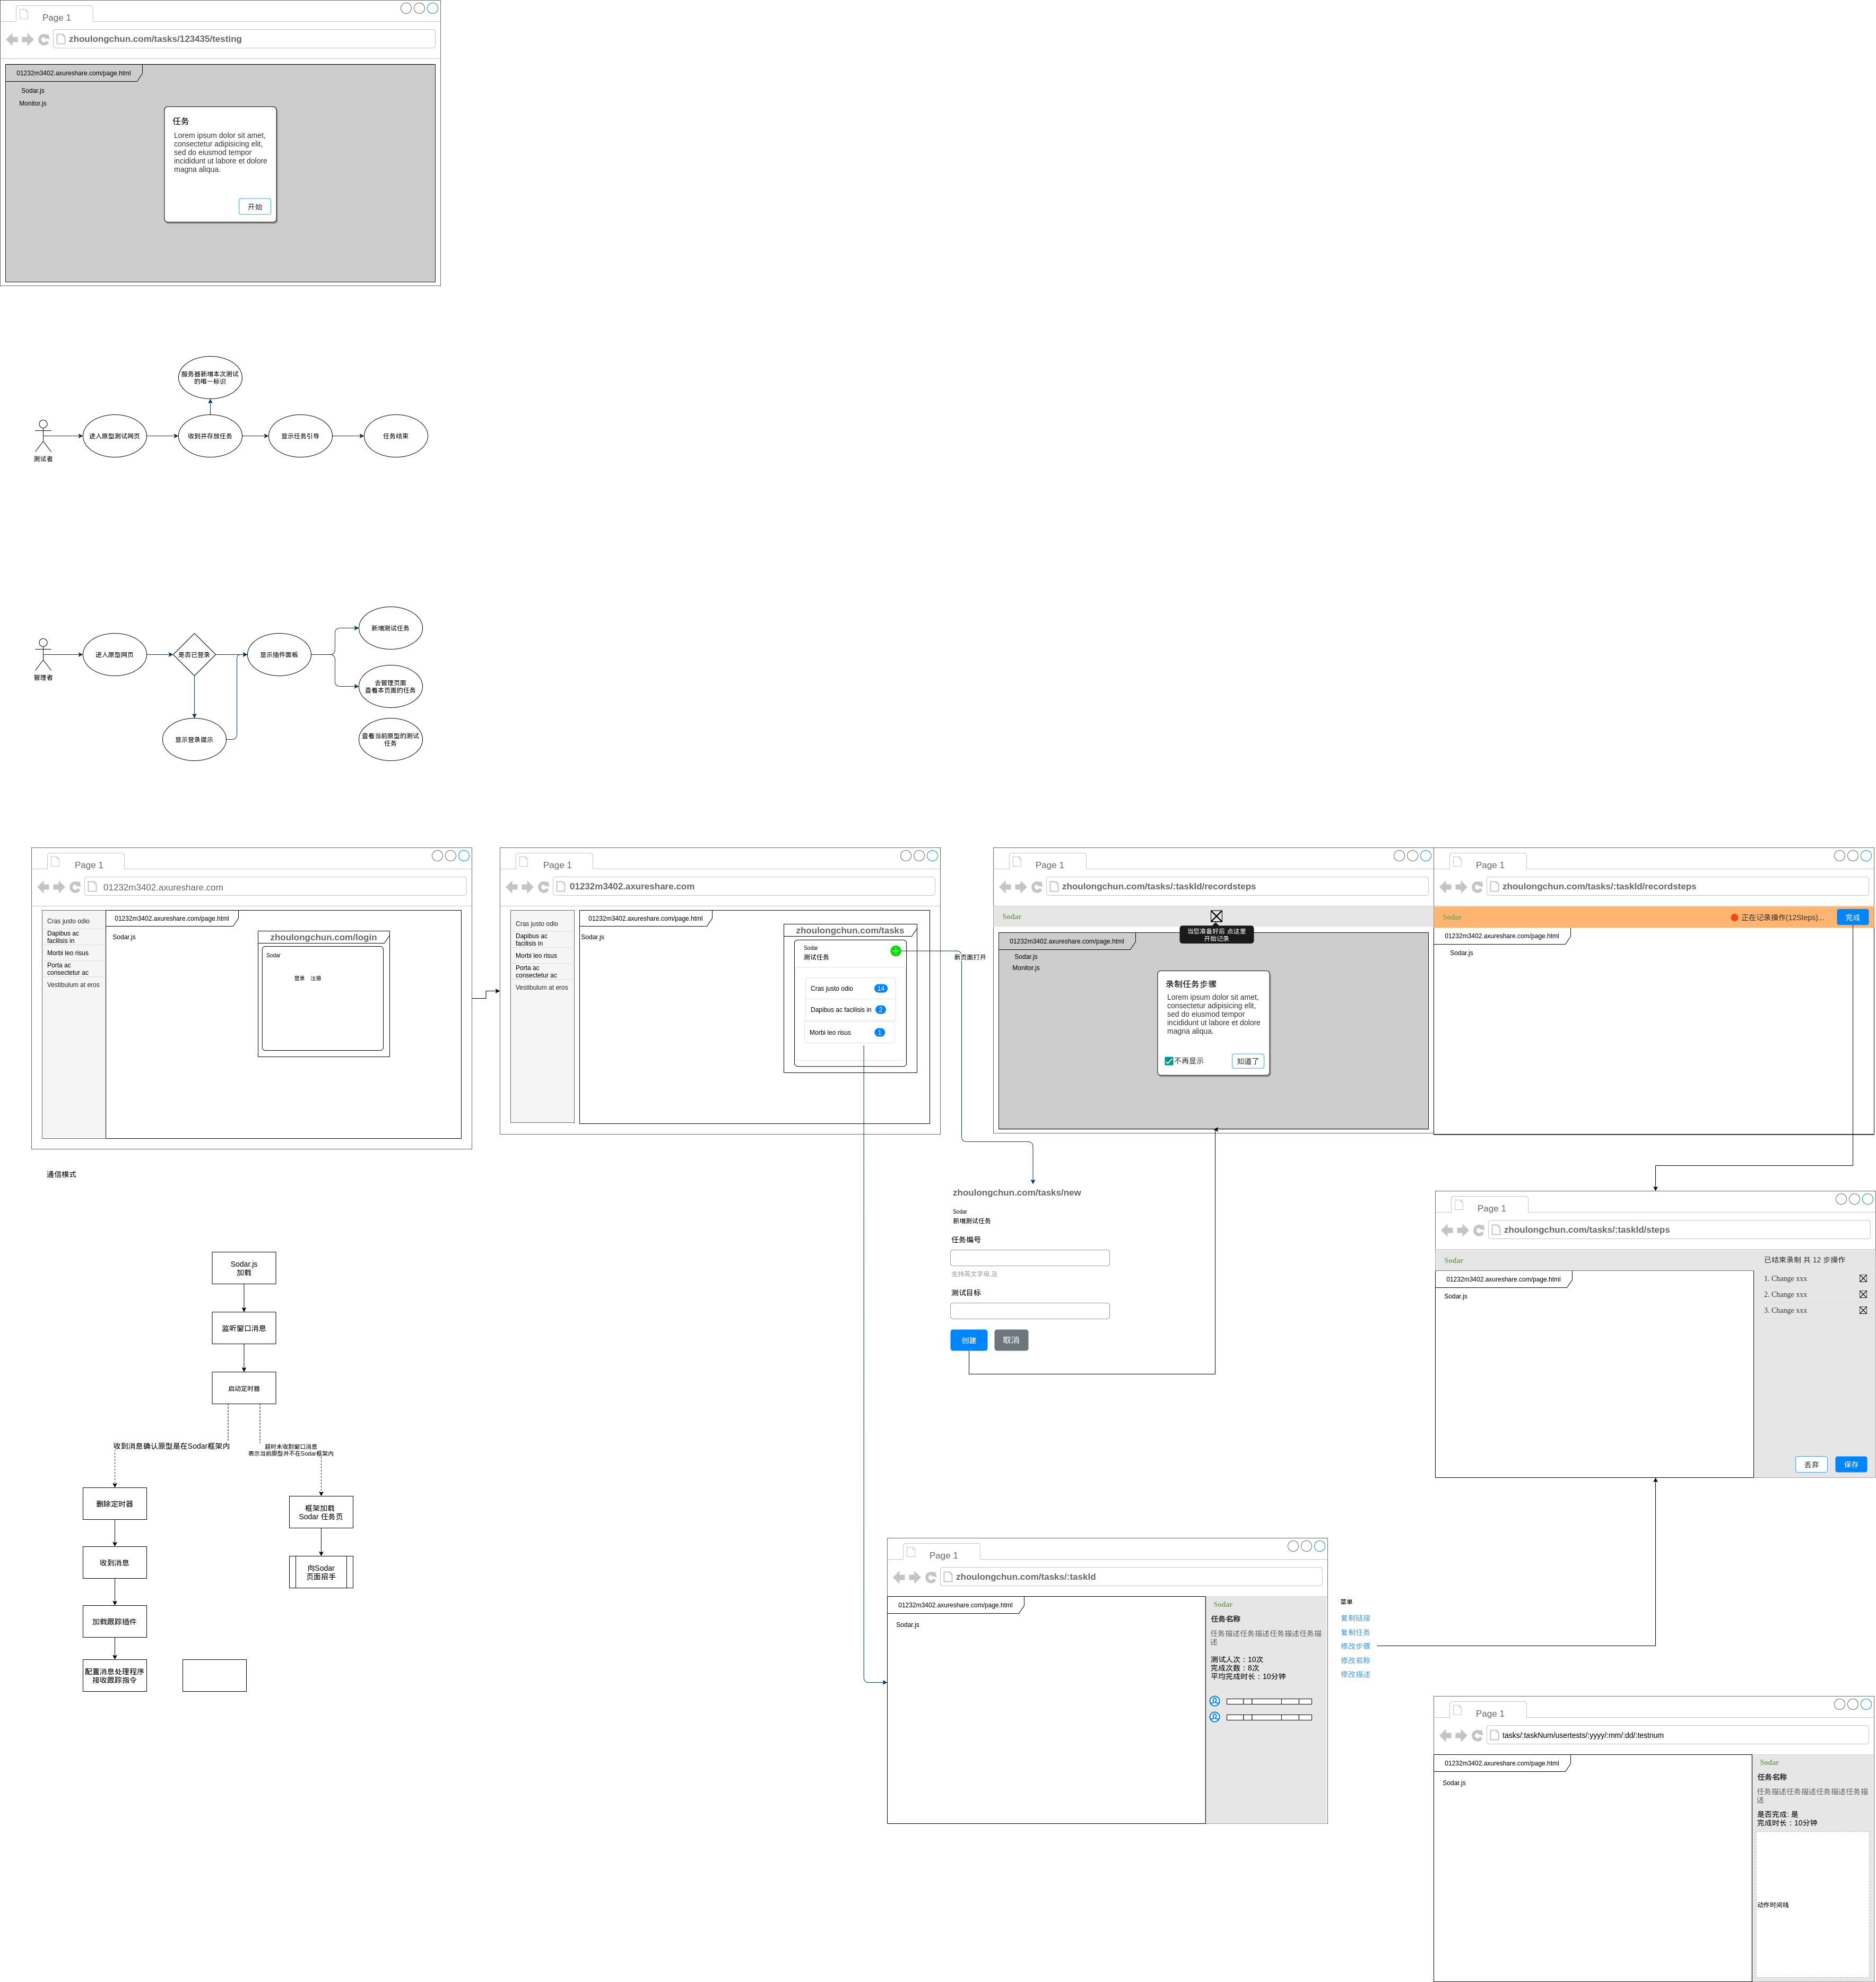 Page 1
zhoulongchun.com/tasks/123435/testing
01232m3402.axureshare.com/page.html
Sodar.js
Monitor.js
任务
Lorem ipsum dolor sit amet,
consectetur adipisicing elit,
sed do eiusmod tempor
incididunt ut labore et dolore
magna aliqua.
开始
服务器新增本次测试
的唯一标识
进入原型测试网页
收到并存放任务
显示任务引导
任务结束
测试者
新增测试任务
进入原型网页
是否已登录
显示插件面板
管理者
去管理页面
查看本页面的任务
显示登录提示
查看当前原型的测试
任务
Page 1
01232m3402.axureshare.com
Cras justo odio
Dapibus ac
facilisis in
Morbi leo risus
Porta ac
consectetur ac
Vestibulum at eros
01232m3402.axureshare.com/page.html
Sodar.js
zhoulongchun.com/login
Sodar
登录
注册
Page 1
01232m3402.axureshare.com
Cras justo odio
Dapibus ac
facilisis in
Morbi leo risus
Porta ac
consectetur ac
Vestibulum at eros
01232m3402.axureshare.com/page.html
Sodar.js
zhoulongchun.com/tasks
Sodar
测试任务
Cras justo odio
14
Dapibus ac facilisis in
2
Morbi leo risus
1
新页面打开
Page 1
zhoulongchun.com/tasks/:taskId/recordsteps
Sodar
当您准备好后 点这里
开始记录
01232m3402.axureshare.com/page.html
Sodar.js
Monitor.js
录制任务步骤
Lorem ipsum dolor sit amet,
consectetur adipisicing elit,
sed do eiusmod tempor
incididunt ut labore et dolore
magna aliqua.
不再显示
知道了
Page 1
zhoulongchun.com/tasks/:taskId/recordsteps
Sodar
正在记录操作(12Steps)...
完成
01232m3402.axureshare.com/page.html
Sodar.js
通信模式
zhoulongchun.com/tasks/new
Sodar
新增测试任务
任务编号
支持英文字母,及
测试目标
创建
取消
Page 1
zhoulongchun.com/tasks/:taskId/steps
Sodar
已结束录制 共 12 步操作
01232m3402.axureshare.com/page.html
Sodar.js
1. Change xxx
2. Change xxx
3. Change xxx
丢弃
保存
Sodar.js
加载
监听窗口消息
启动定时器
收到消息确认原型是在Sodar框架内
超时未收到窗口消息
表示当前原型并不在Sodar框架内
删除定时器
框架加载
Sodar 任务页
收到消息
向Sodar
页面招手
加载跟踪插件
配置消息处理程序
接收跟踪指令
Page 1
zhoulongchun.com/tasks/:taskId
01232m3402.axureshare.com/page.html
Sodar.js
Sodar
任务名称
任务描述任务描述任务描述任务描
述
测试人次：10次
完成次数：8次
平均完成时长：10分钟
菜单
复制链接
复制任务
修改步骤
修改名称
修改描述
Page 1
tasks/:taskNum/usertests/:yyyy/:mm/:dd/:testnum
01232m3402.axureshare.com/page.html
Sodar.js
Sodar
任务名称
任务描述任务描述任务描述任务描
述
是否完成: 是
完成时长：10分钟
动作时间线